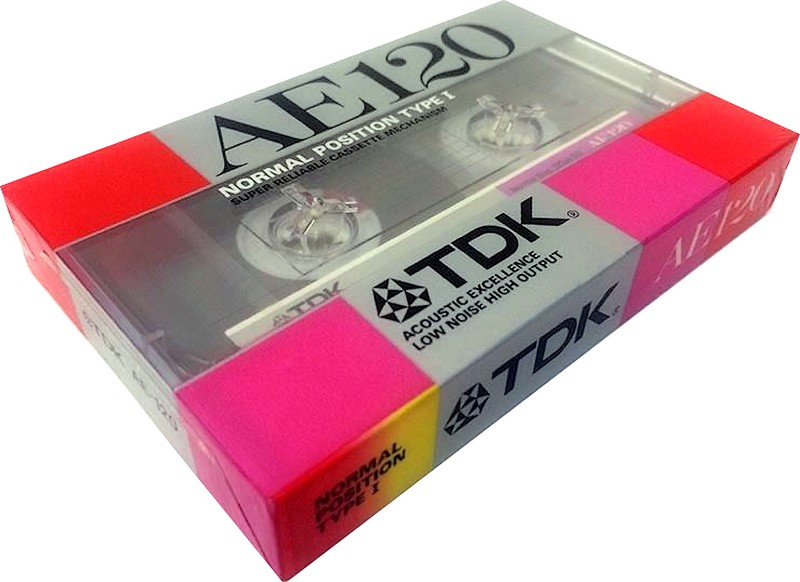 AE120
NORMAL POSITION TYPE I
SUPER RELIABLE CASSETTE MECHANISM
AE120
TDK
TDK®
ACOUSTIC EXCELLENCE
LOW NOISE HIGH OUTPUT
TDK AE-120
NORMAL
POSITION
TYPE I
TDK®
AE120